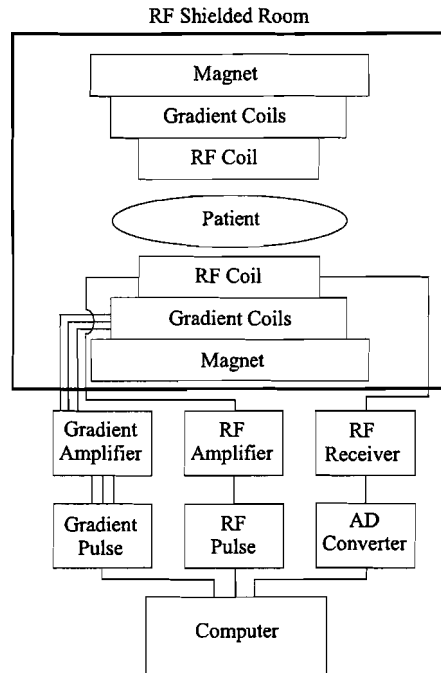 RF Shielded Room
Magnet
Gradient Coils
RF Coil
Patient
RF Coil
Gradient Coils
Magnet
Gradient
Amplifier
RF
Amplifier
RF
Receiver
Gradient
Pulse
RF
Pulse
AD
Converter
Computer